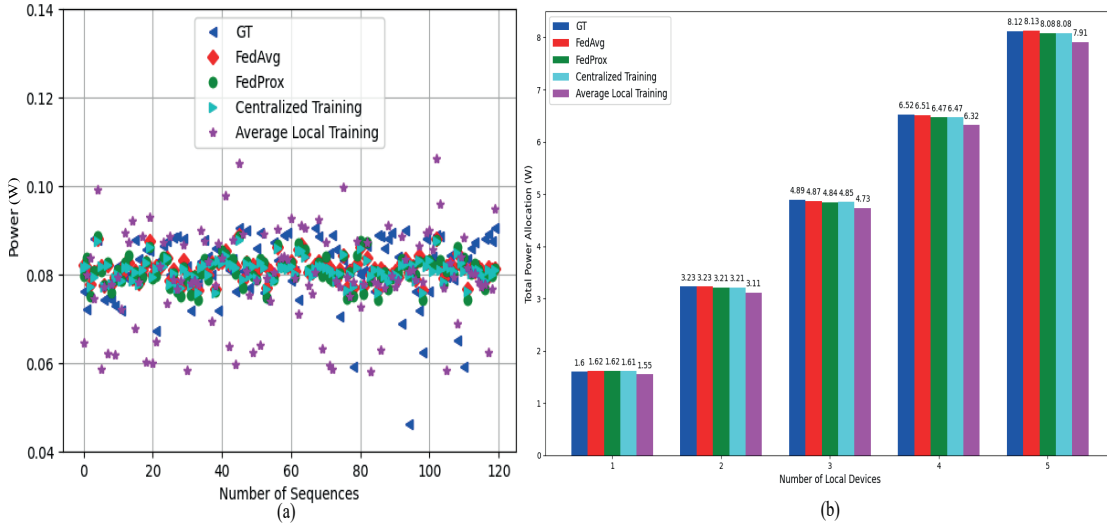 0.14
0.12
0.10
0.08
0.06
0.04
Power (W)
GT
FedAvg
FedProx
Centralized Training
Average Local Training
0 20 40 60 80 100 120
Number of Sequences
(a)
8
7
6
5
4
3
2
1
0
Total Power Allocation (W)
GT
FedAvg
FedProx
Centralized Training
Average Local Training
1.6 1.62 1.62 1.61 1.55
3.23 3.23 3.21 3.21 3.11
4.89 4.87 4.84 4.85 4.73
6.52 6.51 6.47 6.47 6.32
8.12 8.13 8.08 8.08 7.91
1 2 3 4 5
Number of Local Devices
(b)